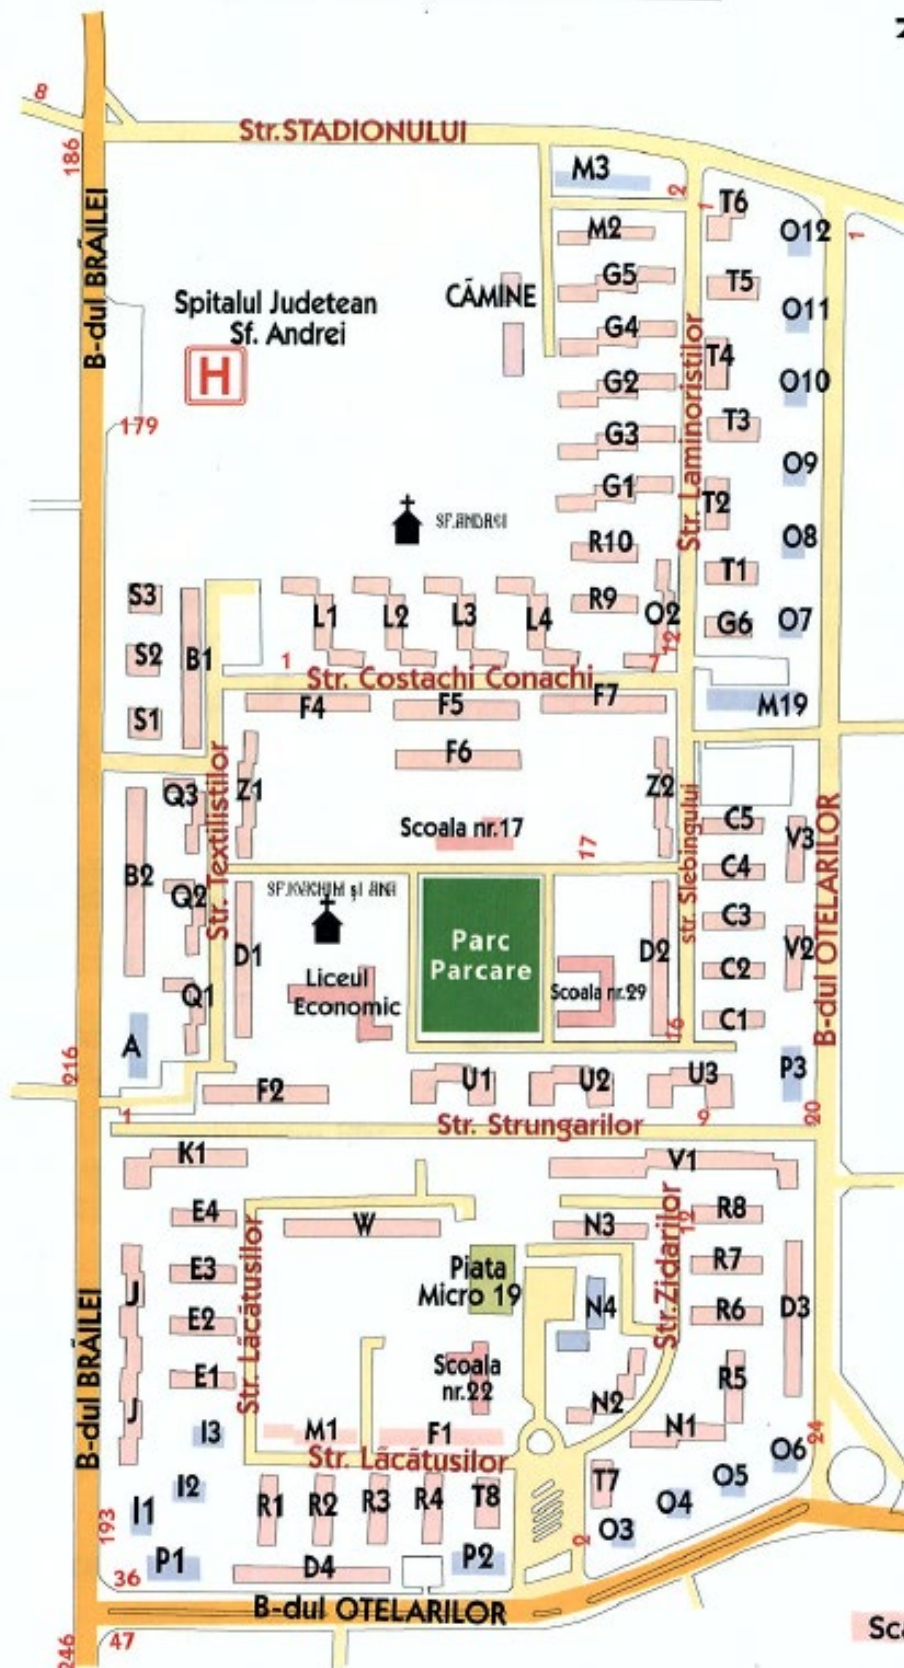 8
Str.STADIONULUI
186
B-dul BRĂILEI
M3
2
1
T6
M2
O12
1
Spitalul Judetean
Sf. Andrei
H
CĂMINE
G5
T5
O11
G4
T4
G2
O10
Str. Laminoristilor
179
G3
T3
O9
G1
T2
SF.ANDREI
R10
O8
T1
S3
R9
O2
L1
L2
L3
L4
G6
O7
12
S2
B1
1
7
Str. Costachi Conachi
S1
F4
F5
F7
M19
F6
Str. Textilistilor
Q3
Z1
Z2
str. Slebingului
B-dul OTELARILOR
Scoala nr.17
17
C5
V3
B2
C4
Q2
SF.IOACHIM și ANA
C3
D1
Parc
Parcare
D2
V2
Liceul
Economic
Scoala nr.29
C2
Q1
C1
16
A
216
P3
F2
U1
U2
U3
1
9
20
Str. Strungarilor
K1
V1
E4
W
N3
12
R8
Str. Lăcătusilor
Str.Zidarilor
E3
Piata
Micro 19
R7
J
N4
D3
E2
R6
B-dul BRĂILEI
E1
Scoala
nr.22
R5
J
N2
I3
M1
F1
N1
24
Str. Lăcătusilor
O6
I2
T7
O5
I1
R1
R2
R3
R4
T8
O4
193
O3
2
P1
D4
P2
36
B-dul OTELARILOR
47
246